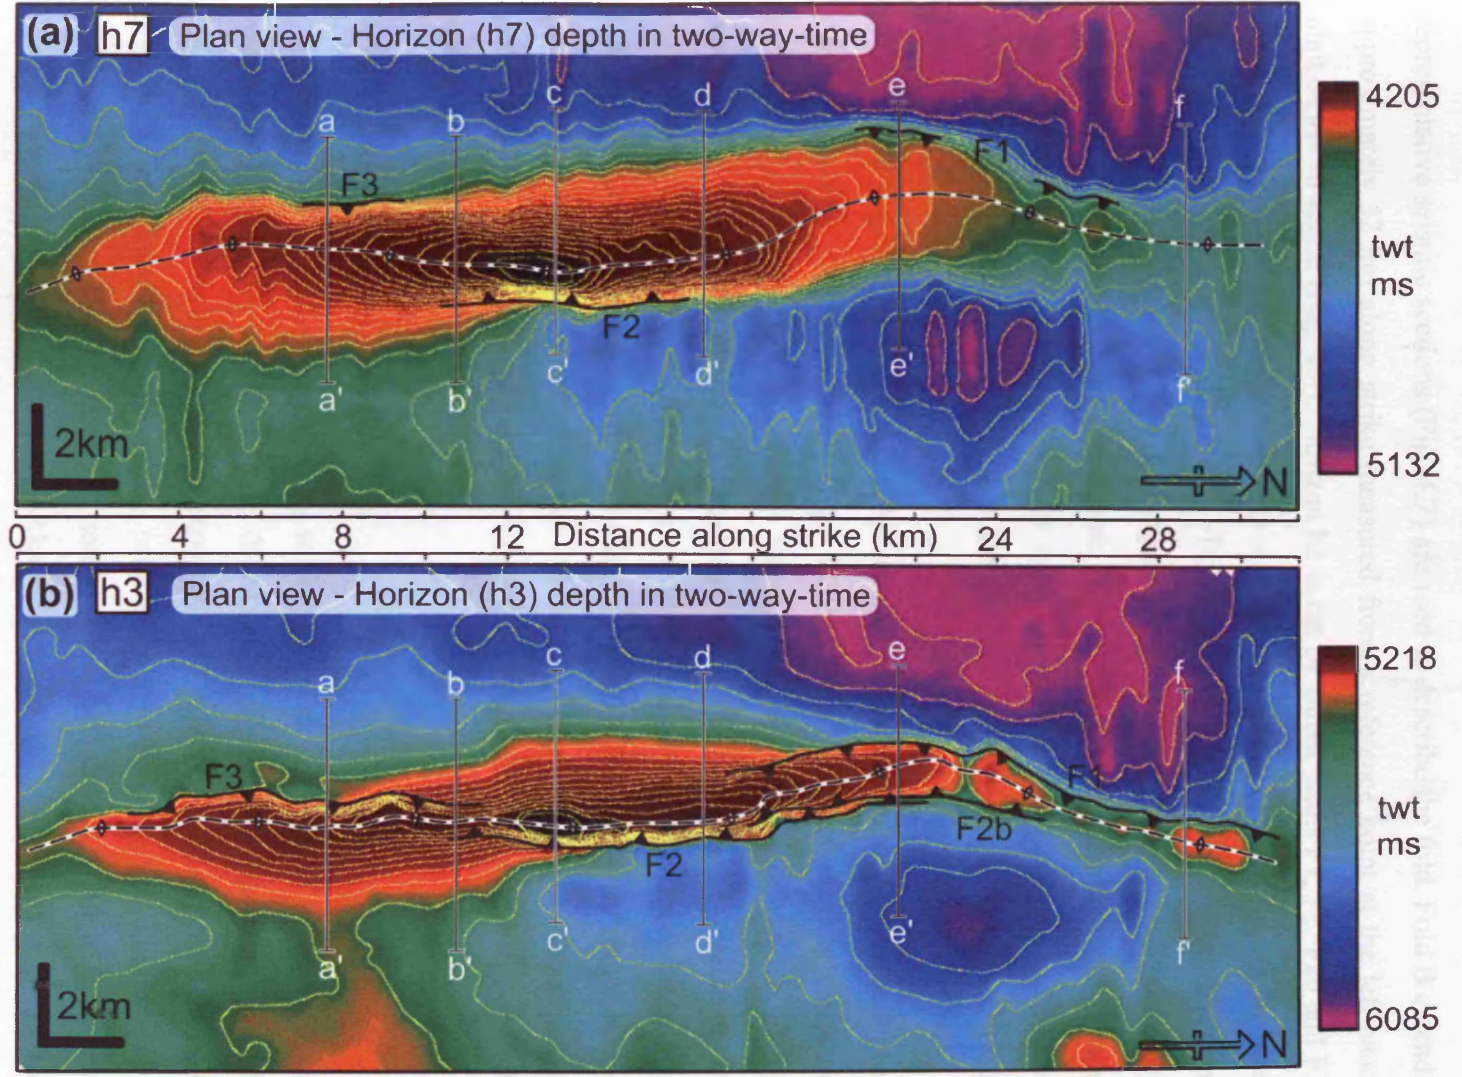 (a) h7 Plan view - Horizon (h7) depth in two-way-time
a b c d e f
F3 F1
F2
a' b' c' d' e' f'
2km
N
4205
twt
ms
5132
0 4 8 12 Distance along strike (km) 24 28
(b) h3 Plan view - Horizon (h3) depth in two-way-time
a b c d e f
F3 F1
F2 F2b
a' b' c' d' e' f'
2km
N
5218
twt
ms
6085